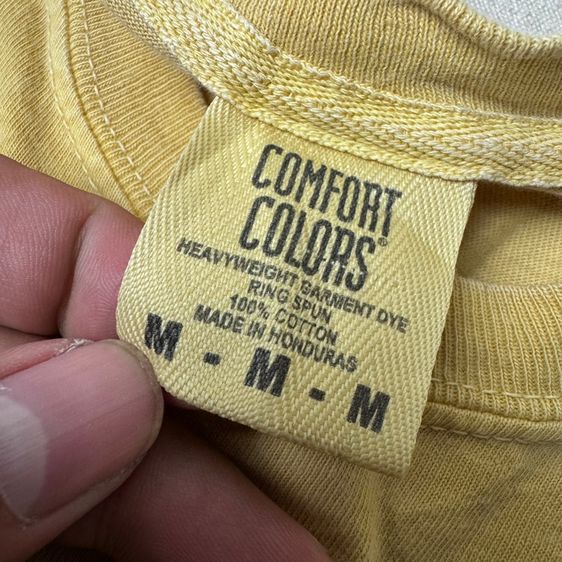 COMFORT
COLORS®
HEAVYWEIGHT GARMENT DYE
RING SPUN
100% COTTON
MADE IN HONDURAS
M - M - M